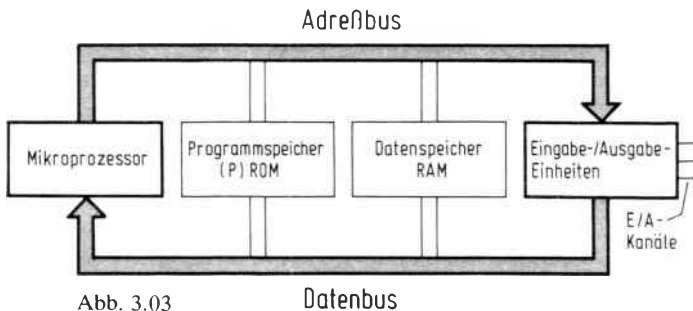 Adreßbus
Mikroprozessor
Programmspeicher
(P) ROM
Datenspeicher
RAM
Eingabe-/Ausgabe-
Einheiten
E/A-
Kanäle
Abb. 3.03
Datenbus